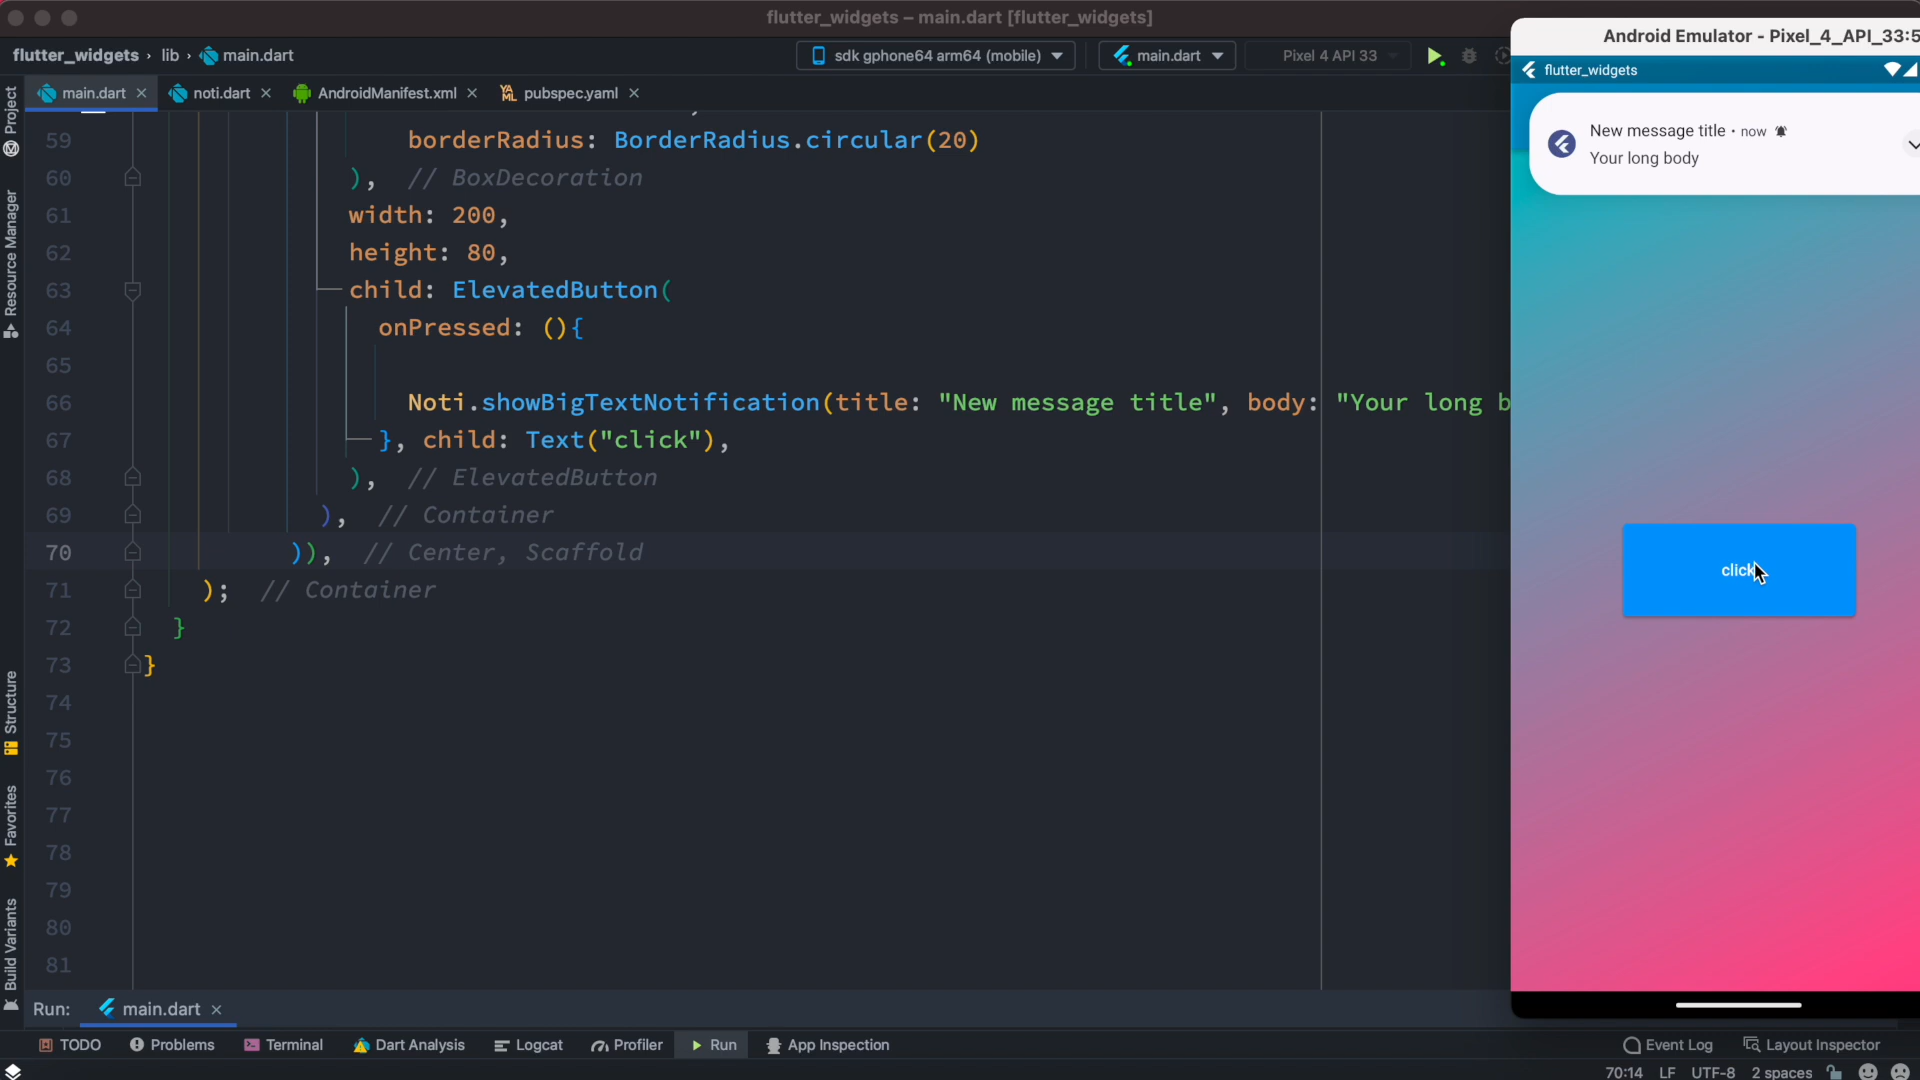 flutter_widgets – main.dart [flutter_widgets]
flutter_widgets › lib › main.dart
sdk gphone64 arm64 (mobile)
main.dart
Pixel 4 API 33
main.dart
noti.dart
AndroidManifest.xml
pubspec.yaml
Project
Resource Manager
Structure
Favorites
Build Variants
59 borderRadius: BorderRadius.circular(20)
60 ), // BoxDecoration
61 width: 200,
62 height: 80,
63 child: ElevatedButton(
64 onPressed: (){
65
66 Noti.showBigTextNotification(title: "New message title", body: "Your long b
67 }, child: Text("click"),
68 ), // ElevatedButton
69 ), // Container
70 )), // Center, Scaffold
71 ); // Container
72 }
73 }
74
75
76
77
78
79
80
81
Android Emulator - Pixel_4_API_33:5
flutter_widgets
New message title • now
Your long body
click
Run: main.dart
TODO
Problems
Terminal
Dart Analysis
Logcat
Profiler
Run
App Inspection
Event Log
Layout Inspector
70:14 LF UTF-8 2 spaces